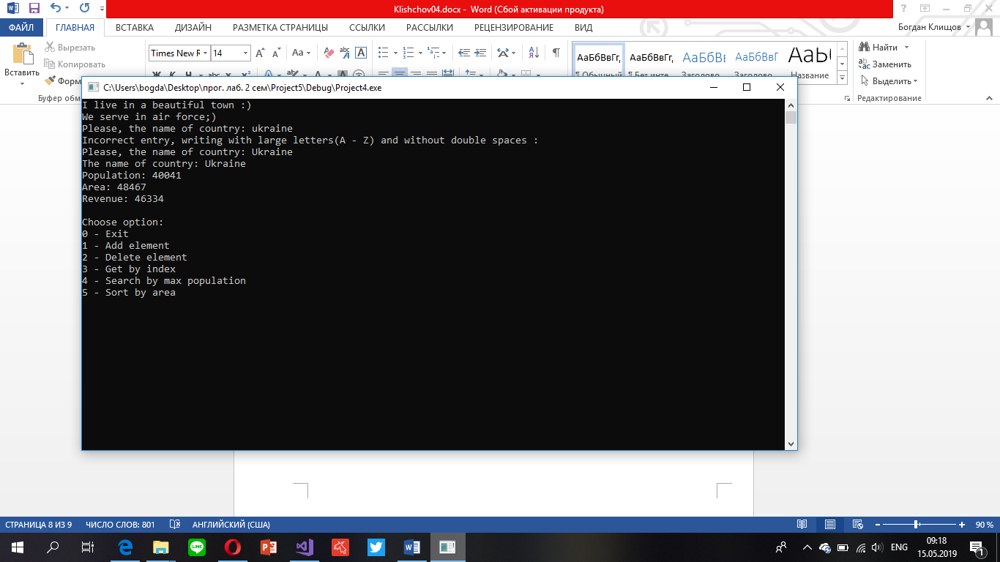 Klishchov04.docx - Word (Сбой активации продукта)
ФАЙЛ ГЛАВНАЯ ВСТАВКА ДИЗАЙН РАЗМЕТКА СТРАНИЦЫ ССЫЛКИ РАССЫЛКИ РЕЦЕНЗИРОВАНИЕ ВИД Богдан Клищов
Вставить
Вырезать
Копировать
Times New R 14
Aa
АаБбВвГг, АаБбВвГг, АаБбВ АаБбВвГ
¶ Обычный ¶ Без инте... Заголово... Заголово... Название
Найти
Заменить
Выделить
Редактирование
C:\Users\bogda\Desktop\прог. лаб. 2 сем\Project5\Debug\Project4.exe
I live in a beautiful town :)
We serve in air force;)
Please, the name of country: ukraine
Incorrect entry, writing with large letters(A - Z) and without double spaces :
Please, the name of country: Ukraine
The name of country: Ukraine
Population: 40041
Area: 48467
Revenue: 46334
Choose option:
0 - Exit
1 - Add element
2 - Delete element
3 - Get by index
4 - Search by max population
5 - Sort by area
СТРАНИЦА 8 ИЗ 9 ЧИСЛО СЛОВ: 801 АНГЛИЙСКИЙ (США) 90 %
ENG
09:18
15.05.2019